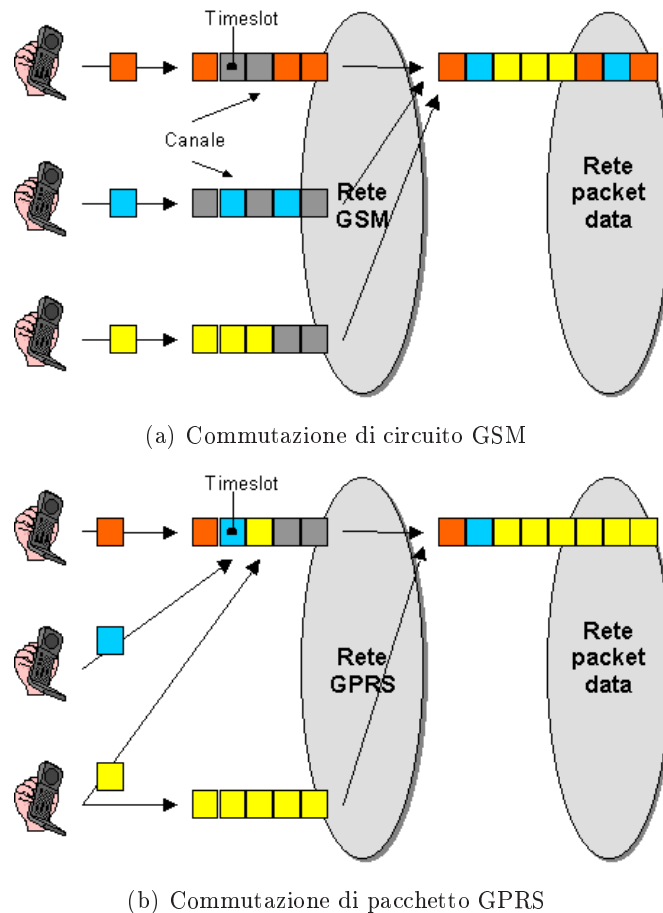 Timeslot
Canale
Rete
GSM
Rete
packet
data
(a) Commutazione di circuito GSM
Timeslot
Rete
GPRS
Rete
packet
data
(b) Commutazione di pacchetto GPRS